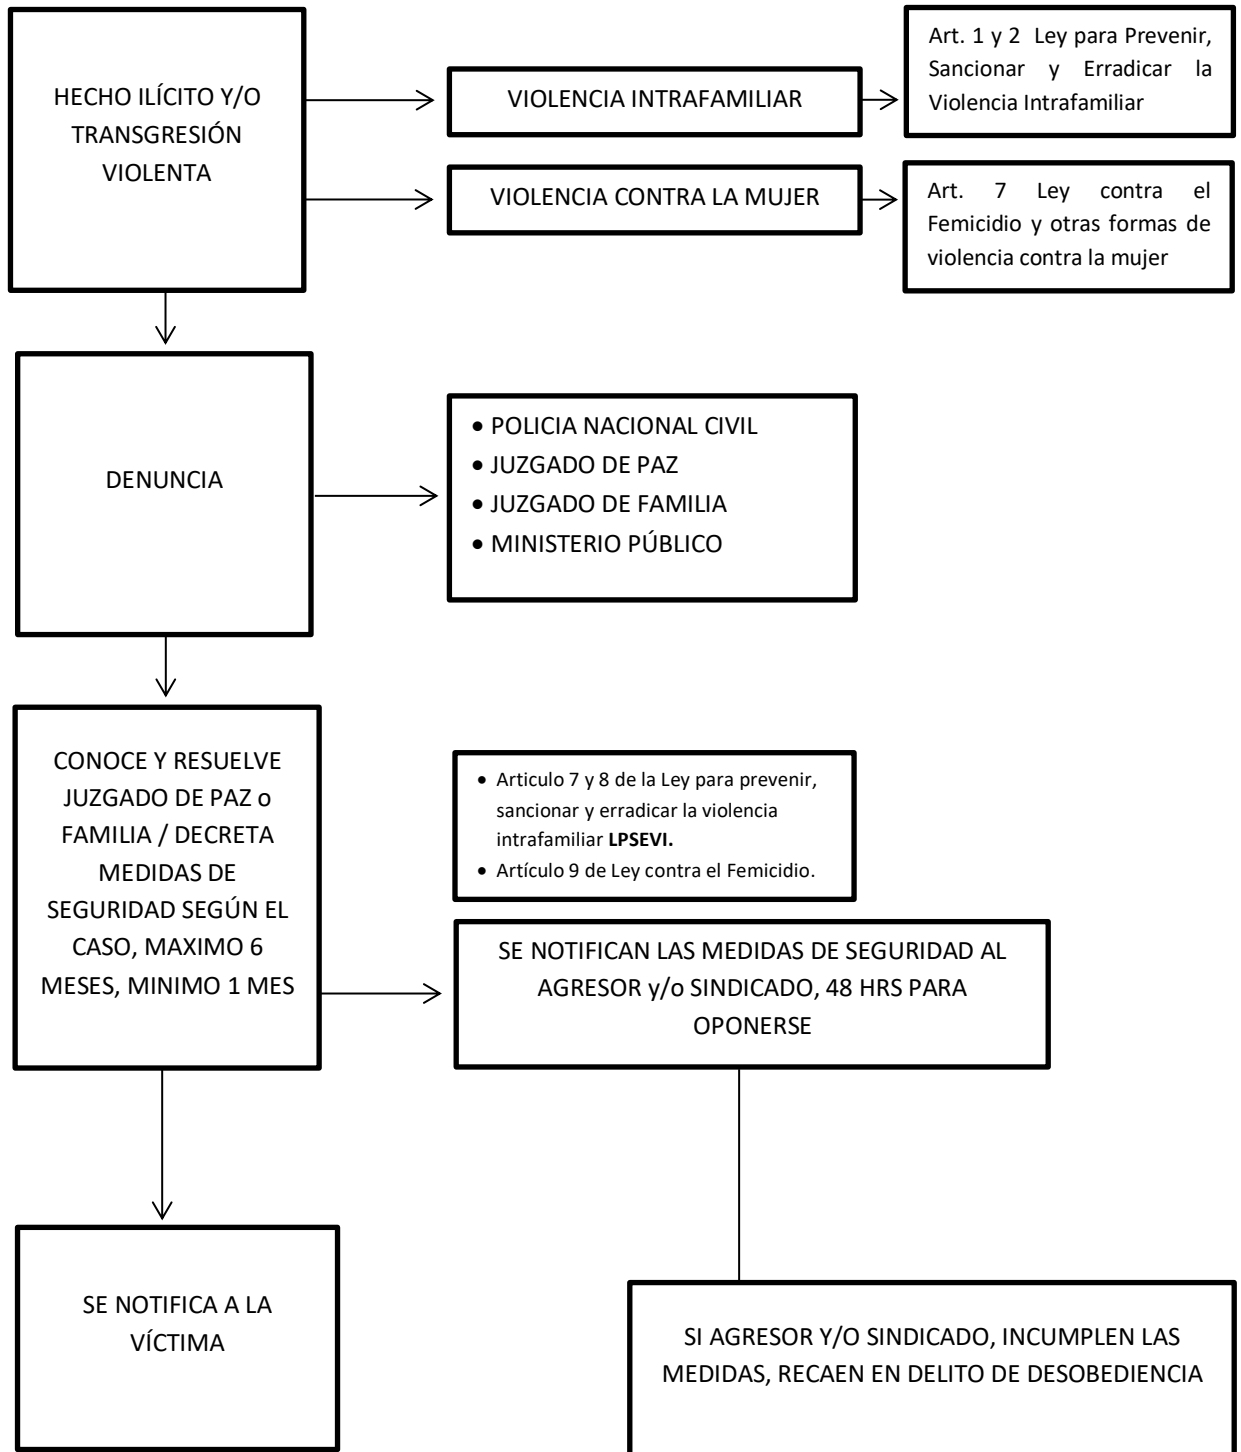 HECHO ILÍCITO Y/O
TRANSGRESIÓN
VIOLENTA
VIOLENCIA INTRAFAMILIAR
Art. 1 y 2 Ley para Prevenir,
Sancionar y Erradicar la
Violencia Intrafamiliar
VIOLENCIA CONTRA LA MUJER
Art. 7 Ley contra el
Femicidio y otras formas de
violencia contra la mujer
DENUNCIA
• POLICIA NACIONAL CIVIL
• JUZGADO DE PAZ
• JUZGADO DE FAMILIA
• MINISTERIO PÚBLICO
CONOCE Y RESUELVE
JUZGADO DE PAZ o
FAMILIA / DECRETA
MEDIDAS DE
SEGURIDAD SEGÚN EL
CASO, MAXIMO 6
MESES, MINIMO 1 MES
• Articulo 7 y 8 de la Ley para prevenir,
sancionar y erradicar la violencia
intrafamiliar LPSEVI.
• Artículo 9 de Ley contra el Femicidio.
SE NOTIFICAN LAS MEDIDAS DE SEGURIDAD AL
AGRESOR y/o SINDICADO, 48 HRS PARA
OPONERSE
SE NOTIFICA A LA
VÍCTIMA
SI AGRESOR Y/O SINDICADO, INCUMPLEN LAS
MEDIDAS, RECAEN EN DELITO DE DESOBEDIENCIA